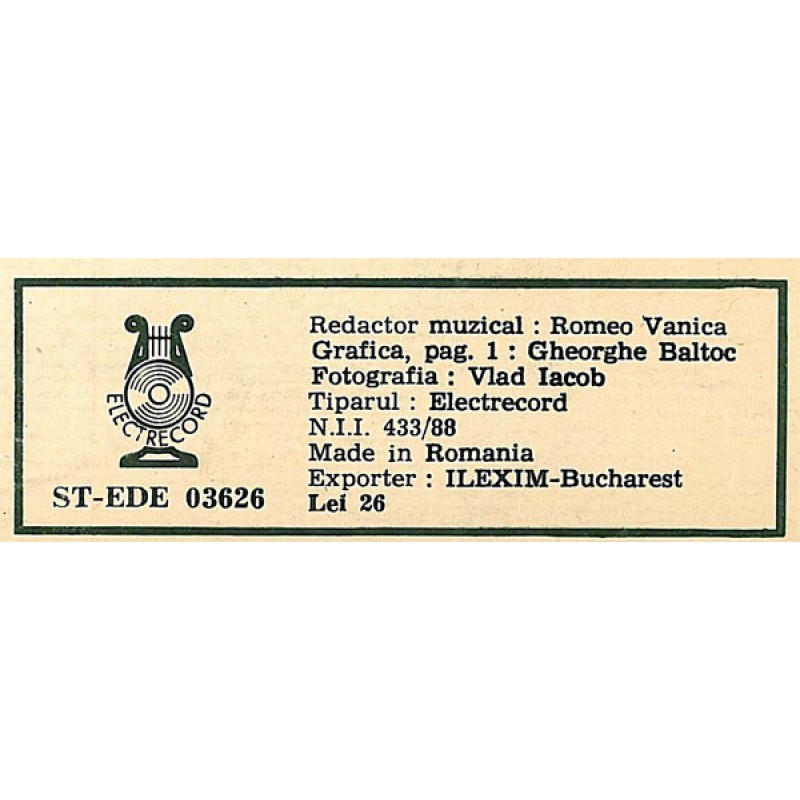 ELECTRECORD
ST-EDE 03626
Redactor muzical : Romeo Vanica
Grafica, pag. 1 : Gheorghe Baltoc
Fotografia : Vlad Iacob
Tiparul : Electrecord
N.I.I. 433/88
Made in Romania
Exporter : ILEXIM-Bucharest
Lei 26